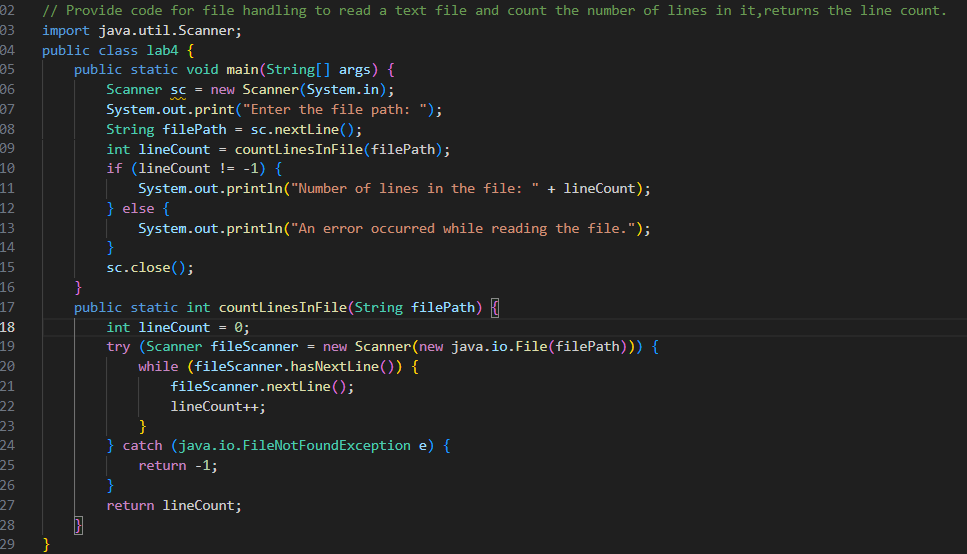 02 // Provide code for file handling to read a text file and count the number of lines in it,returns the line count.
03 import java.util.Scanner;
04 public class lab4 {
05     public static void main(String[] args) {
06         Scanner sc = new Scanner(System.in);
07         System.out.print("Enter the file path: ");
08         String filePath = sc.nextLine();
09         int lineCount = countLinesInFile(filePath);
10         if (lineCount != -1) {
11             System.out.println("Number of lines in the file: " + lineCount);
12         } else {
13             System.out.println("An error occurred while reading the file.");
14         }
15         sc.close();
16     }
17     public static int countLinesInFile(String filePath) {
18         int lineCount = 0;
19         try (Scanner fileScanner = new Scanner(new java.io.File(filePath))) {
20             while (fileScanner.hasNextLine()) {
21                 fileScanner.nextLine();
22                 lineCount++;
23             }
24         } catch (java.io.FileNotFoundException e) {
25             return -1;
26         }
27         return lineCount;
28     }
29 }